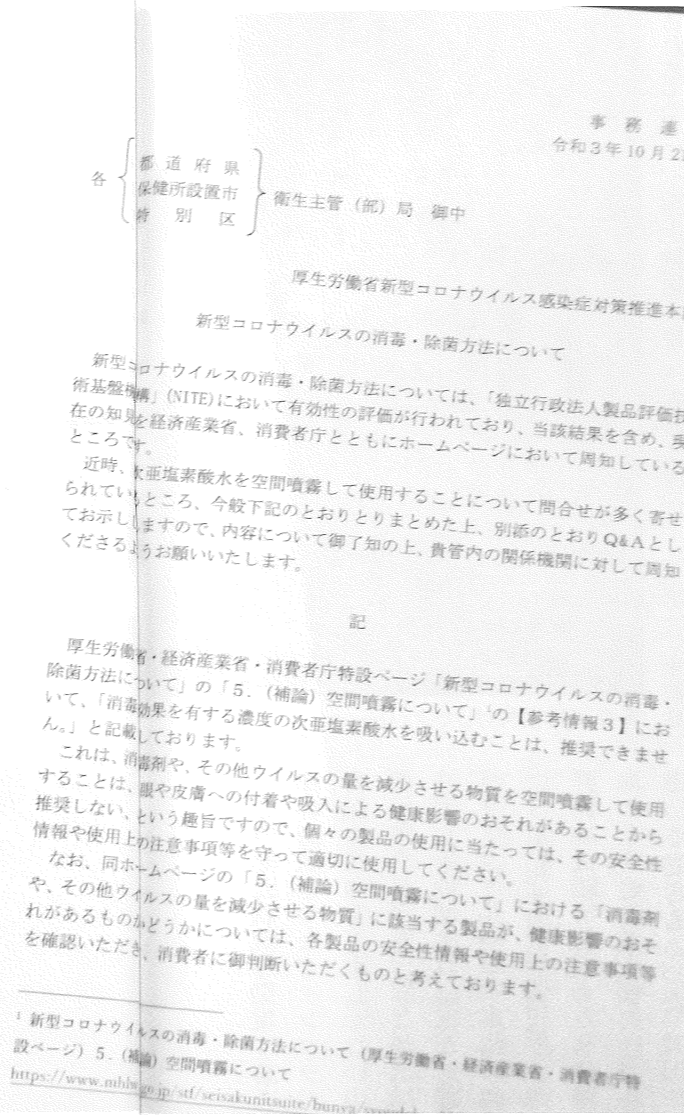 事 務 連
令和3年10月21
各
都 道 府 県
保健所設置市
特 別 区
衛生主管(部)局 御中
厚生労働省新型コロナウイルス感染症対策推進本
新型コロナウイルスの消毒・除菌方法について
新型コロナウイルスの消毒・除菌方法については、「独立行政法人製品評価技
術基盤機構」(NITE)において有効性の評価が行われており、当該結果を含め、現
在の知見を経済産業省、消費者庁とともにホームページにおいて周知している
ところです。
近時、次亜塩素酸水を空間噴霧して使用することについて問合せが多く寄せ
られているところ、今般下記のとおりとりまとめた上、別添のとおりQ&Aとし
てお示ししますので、内容について御了知の上、貴管内の関係機関に対して周知
くださるようお願いいたします。
記
厚生労働省・経済産業省・消費者庁特設ページ「新型コロナウイルスの消毒・
除菌方法について」の「5.(補論)空間噴霧について」¹の【参考情報3】にお
いて、「消毒効果を有する濃度の次亜塩素酸水を吸い込むことは、推奨できませ
ん。」と記載しております。
これは、消毒剤や、その他ウイルスの量を減少させる物質を空間噴霧して使用
することは、眼や皮膚への付着や吸入による健康影響のおそれがあることから
推奨しない、という趣旨ですので、個々の製品の使用に当たっては、その安全性
情報や使用上の注意事項等を守って適切に使用してください。
なお、同ホームページの「5.(補論)空間噴霧について」における「消毒剤
や、その他ウイルスの量を減少させる物質」に該当する製品が、健康影響のおそ
れがあるものかどうかについては、各製品の安全性情報や使用上の注意事項等
を確認いただき、消費者に御判断いただくものと考えております。
¹ 新型コロナウイルスの消毒・除菌方法について(厚生労働省・経済産業省・消費者庁特
設ページ)5.(補論)空間噴霧について
https://www.mhlw.go.jp/stf/seisakunitsuite/bunya/